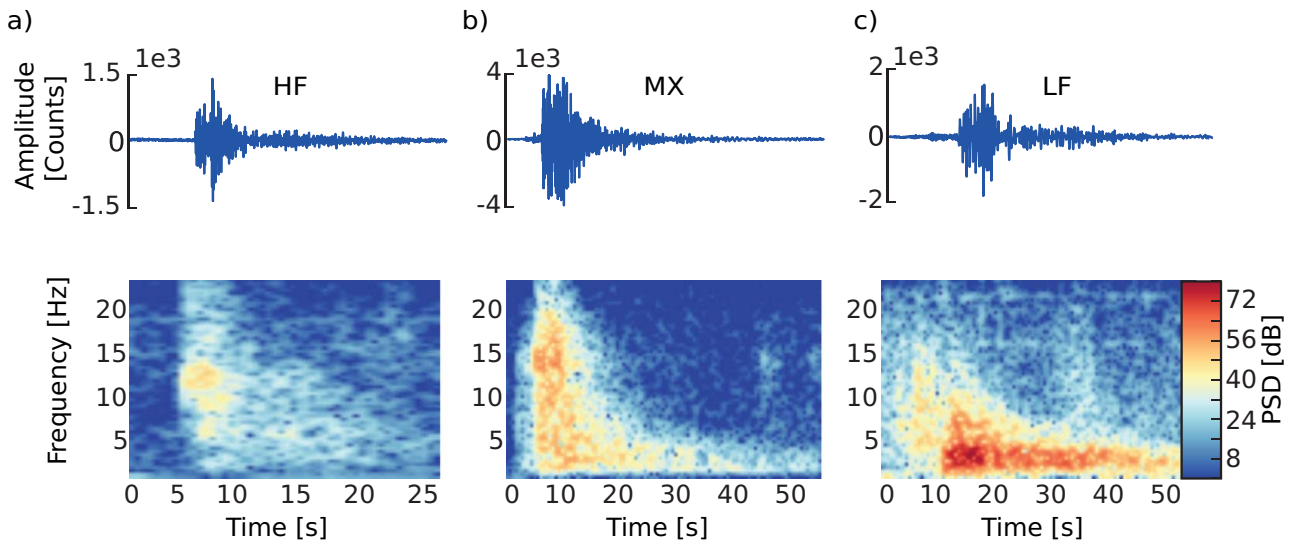 a)
b)
c)
1e3
1e3
1e3
HF
MX
LF
Amplitude
[Counts]
1.5
0
-1.5
4
0
-4
2
0
-2
Frequency [Hz]
20
15
10
5
20
15
10
5
20
15
10
5
72
56
40
24
8
PSD [dB]
0 5 10 15 20 25
0 10 20 30 40 50
0 10 20 30 40 50
Time [s]
Time [s]
Time [s]